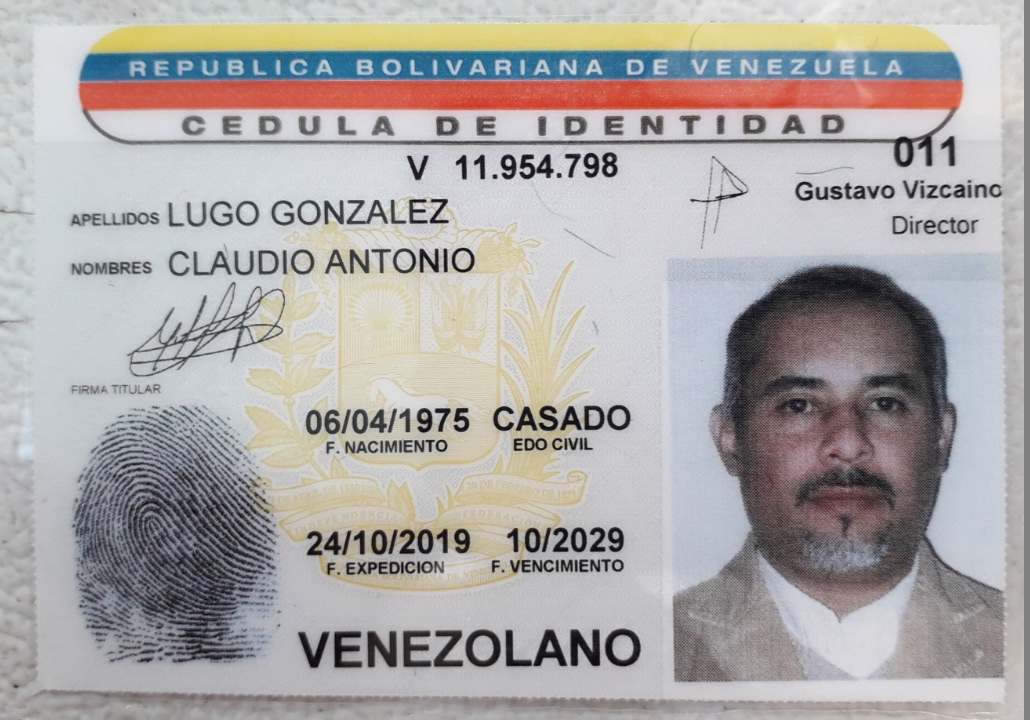 REPUBLICA BOLIVARIANA DE VENEZUELA
CEDULA DE IDENTIDAD
V 11.954.798
011
Gustavo Vizcaino
Director
APELLIDOS LUGO GONZALEZ
NOMBRES CLAUDIO ANTONIO
FIRMA TITULAR
06/04/1975 CASADO
F. NACIMIENTO EDO CIVIL
24/10/2019 10/2029
F. EXPEDICION F. VENCIMIENTO
VENEZOLANO